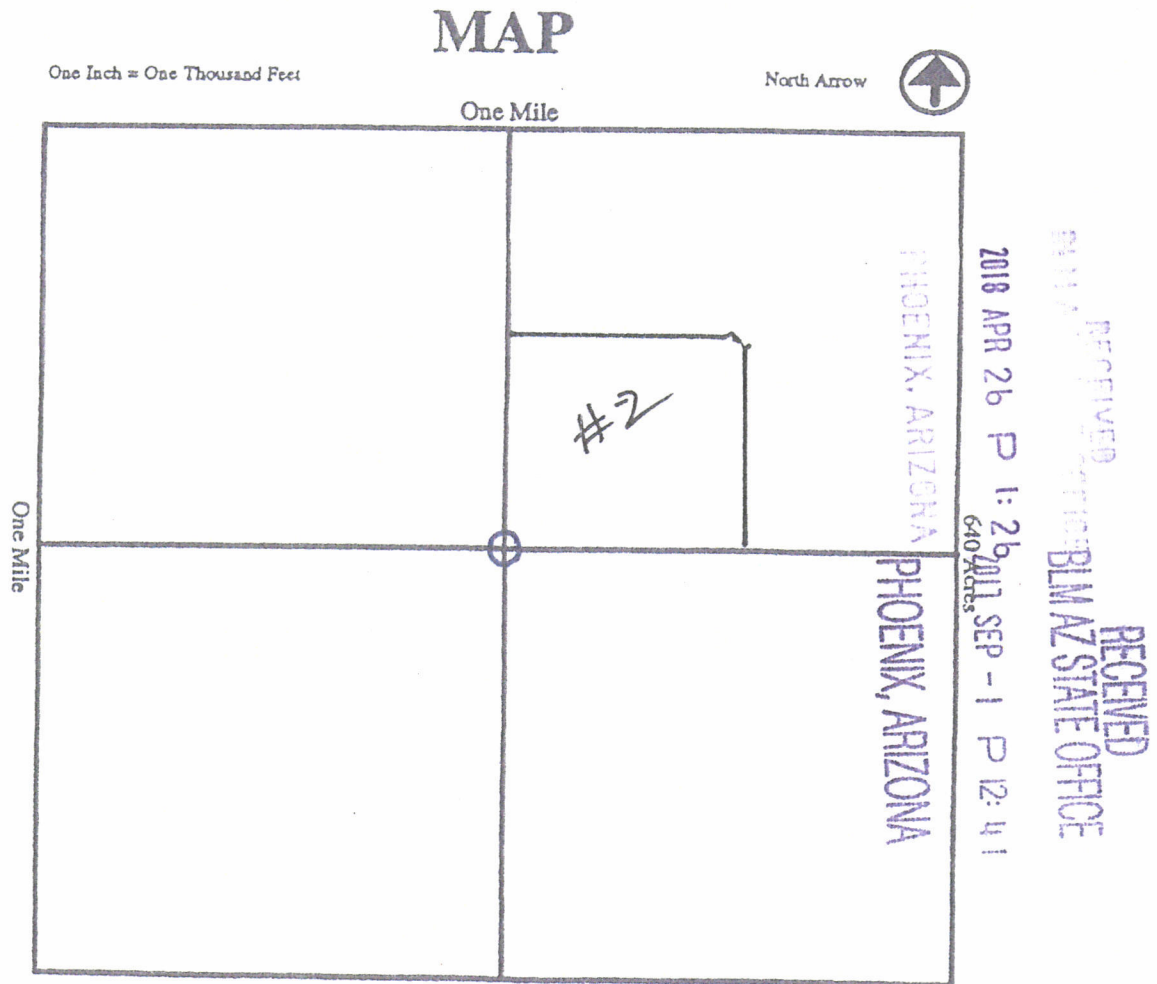 MAP
One Inch = One Thousand Feet
North Arrow
One Mile
#2
One Mile
640 Acres
PHOENIX, ARIZONA
2018 APR 26 P 1:26
RECEIVED
PHOENIX, ARIZONA
2017 SEP -1 P 12:41
BLM AZ STATE OFFICE
RECEIVED